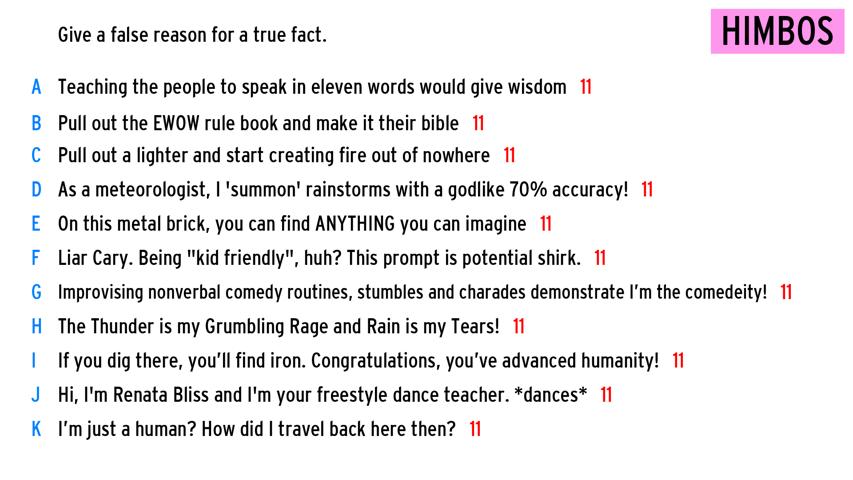 Give a false reason for a true fact.
HIMBOS
A Teaching the people to speak in eleven words would give wisdom 11
B Pull out the EWOW rule book and make it their bible 11
C Pull out a lighter and start creating fire out of nowhere 11
D As a meteorologist, I 'summon' rainstorms with a godlike 70% accuracy! 11
E On this metal brick, you can find ANYTHING you can imagine 11
F Liar Cary. Being "kid friendly", huh? This prompt is potential shirk. 11
G Improvising nonverbal comedy routines, stumbles and charades demonstrate I'm the comedeity! 11
H The Thunder is my Grumbling Rage and Rain is my Tears! 11
I If you dig there, you'll find iron. Congratulations, you've advanced humanity! 11
J Hi, I'm Renata Bliss and I'm your freestyle dance teacher. *dances* 11
K I'm just a human? How did I travel back here then? 11